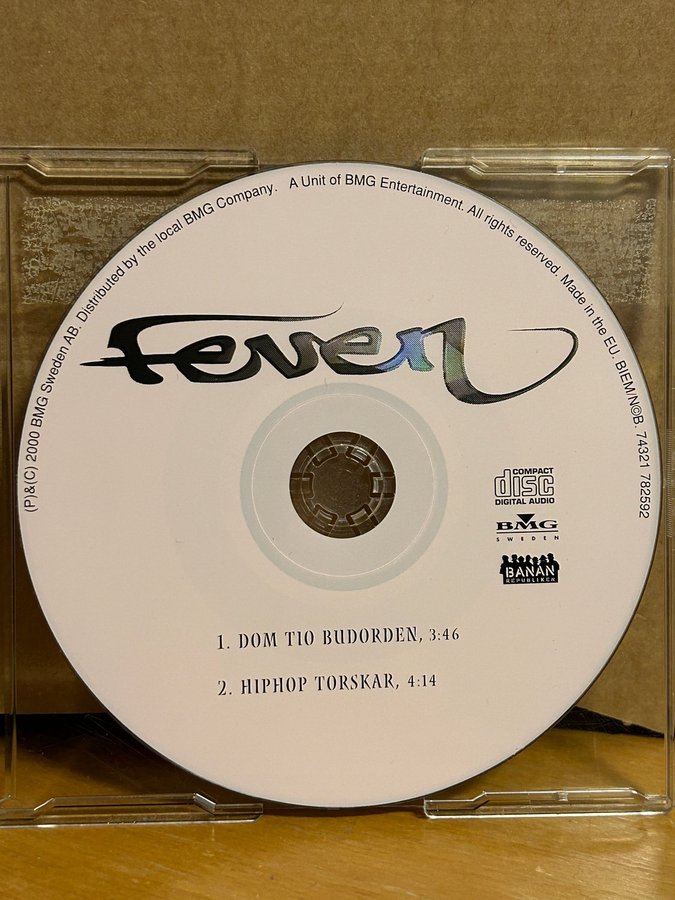 (P)&(C) 2000 BMG Sweden AB. Distributed by the local BMG Company. A Unit of BMG Entertainment. All rights reserved. Made in the EU. BIEM/N©B. 74321 782592
Feven
COMPACT
disc
DIGITAL AUDIO
BMG
SWEDEN
BANAN
REPUBLIKEN
1. DOM TIO BUDORDEN, 3:46
2. HIPHOP TORSKAR, 4:14